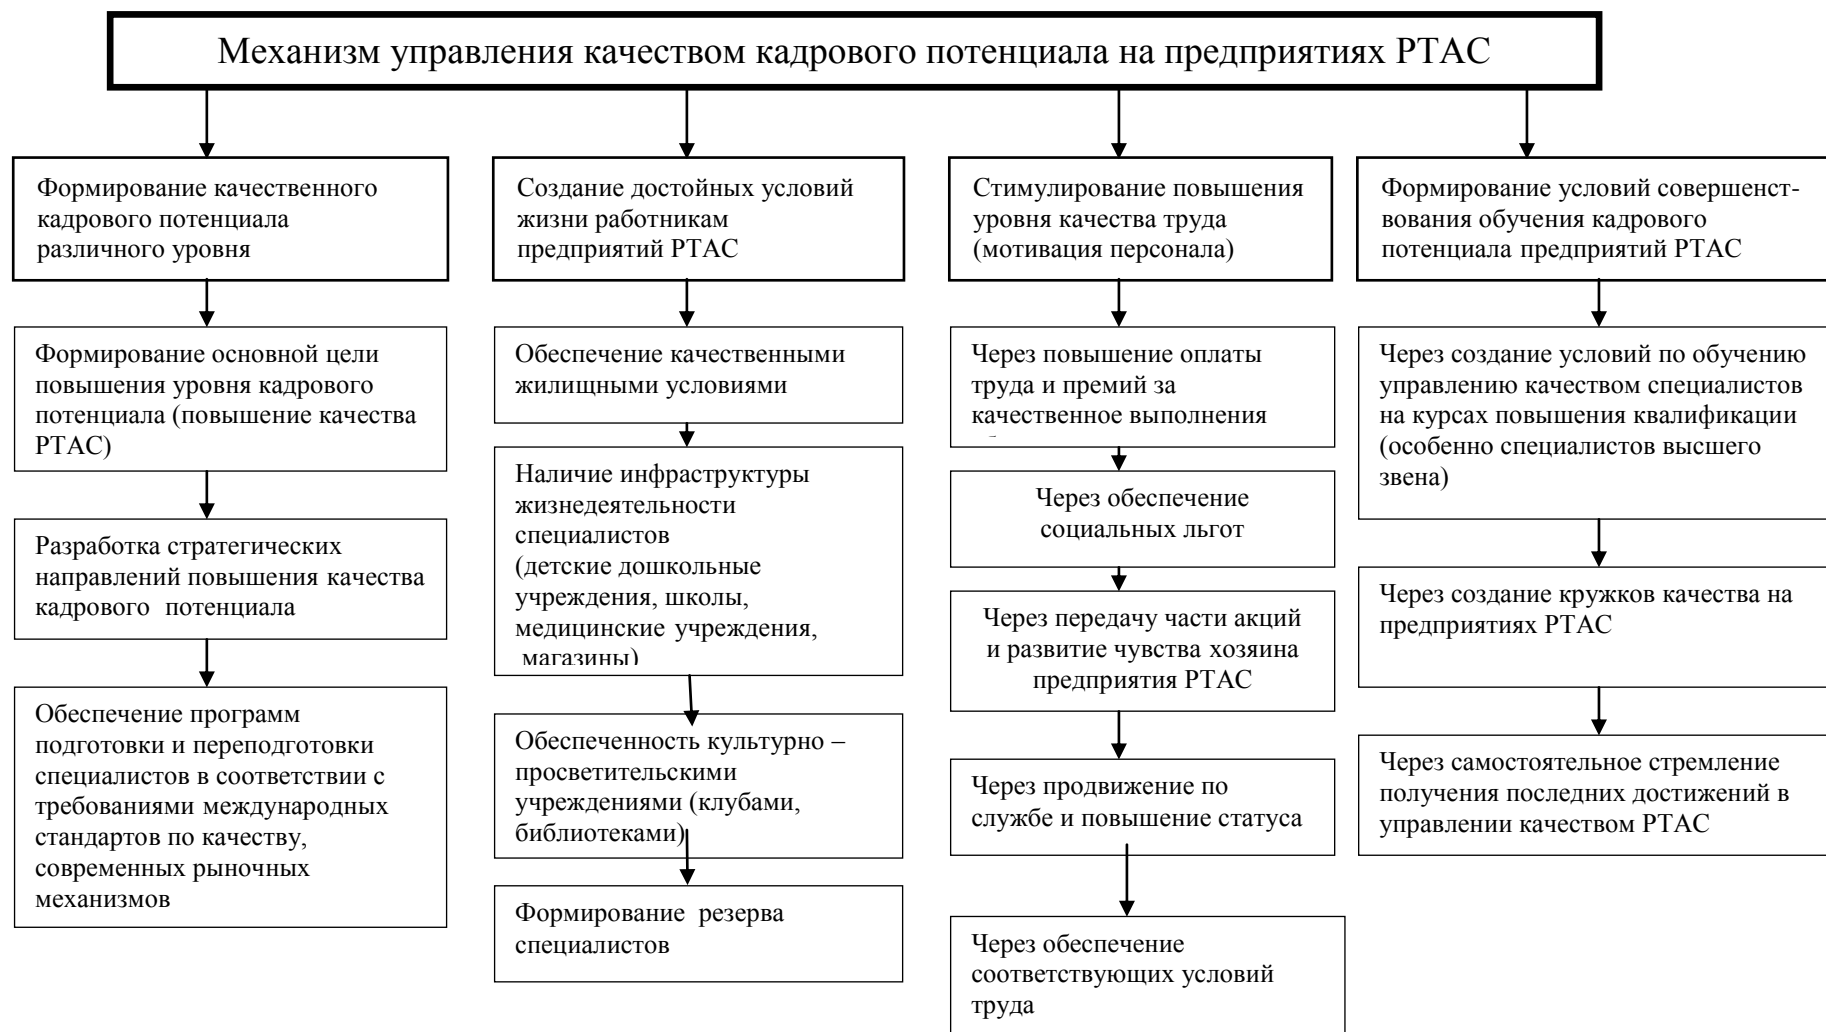 Механизм управления качеством кадрового потенциала на предприятиях РТАС
Формирование качественного
кадрового потенциала
различного уровня
Формирование основной цели
повышения уровня кадрового
потенциала (повышение качества
РТАС)
Разработка стратегических
направлений повышения качества
кадрового потенциала
Обеспечение программ
подготовки и переподготовки
специалистов в соответствии с
требованиями международных
стандартов по качеству,
современных рыночных
механизмов
Создание достойных условий
жизни работникам
предприятий РТАС
Обеспечение качественными
жилищными условиями
Наличие инфраструктуры
жизнедеятельности
специалистов
(детские дошкольные
учреждения, школы,
медицинские учреждения,
магазины)
Обеспеченность культурно –
просветительскими
учреждениями (клубами,
библиотеками)
Формирование резерва
специалистов
Стимулирование повышения
уровня качества труда
(мотивация персонала)
Через повышение оплаты
труда и премий за
качественное выполнения
Через обеспечение
социальных льгот
Через передачу части акций
и развитие чувства хозяина
предприятия РТАС
Через продвижение по
службе и повышение статуса
Через обеспечение
соответствующих условий
труда
Формирование условий совершенст-
вования обучения кадрового
потенциала предприятий РТАС
Через создание условий по обучению
управлению качеством специалистов
на курсах повышения квалификации
(особенно специалистов высшего
звена)
Через создание кружков качества на
предприятиях РТАС
Через самостоятельное стремление
получения последних достижений в
управлении качеством РТАС